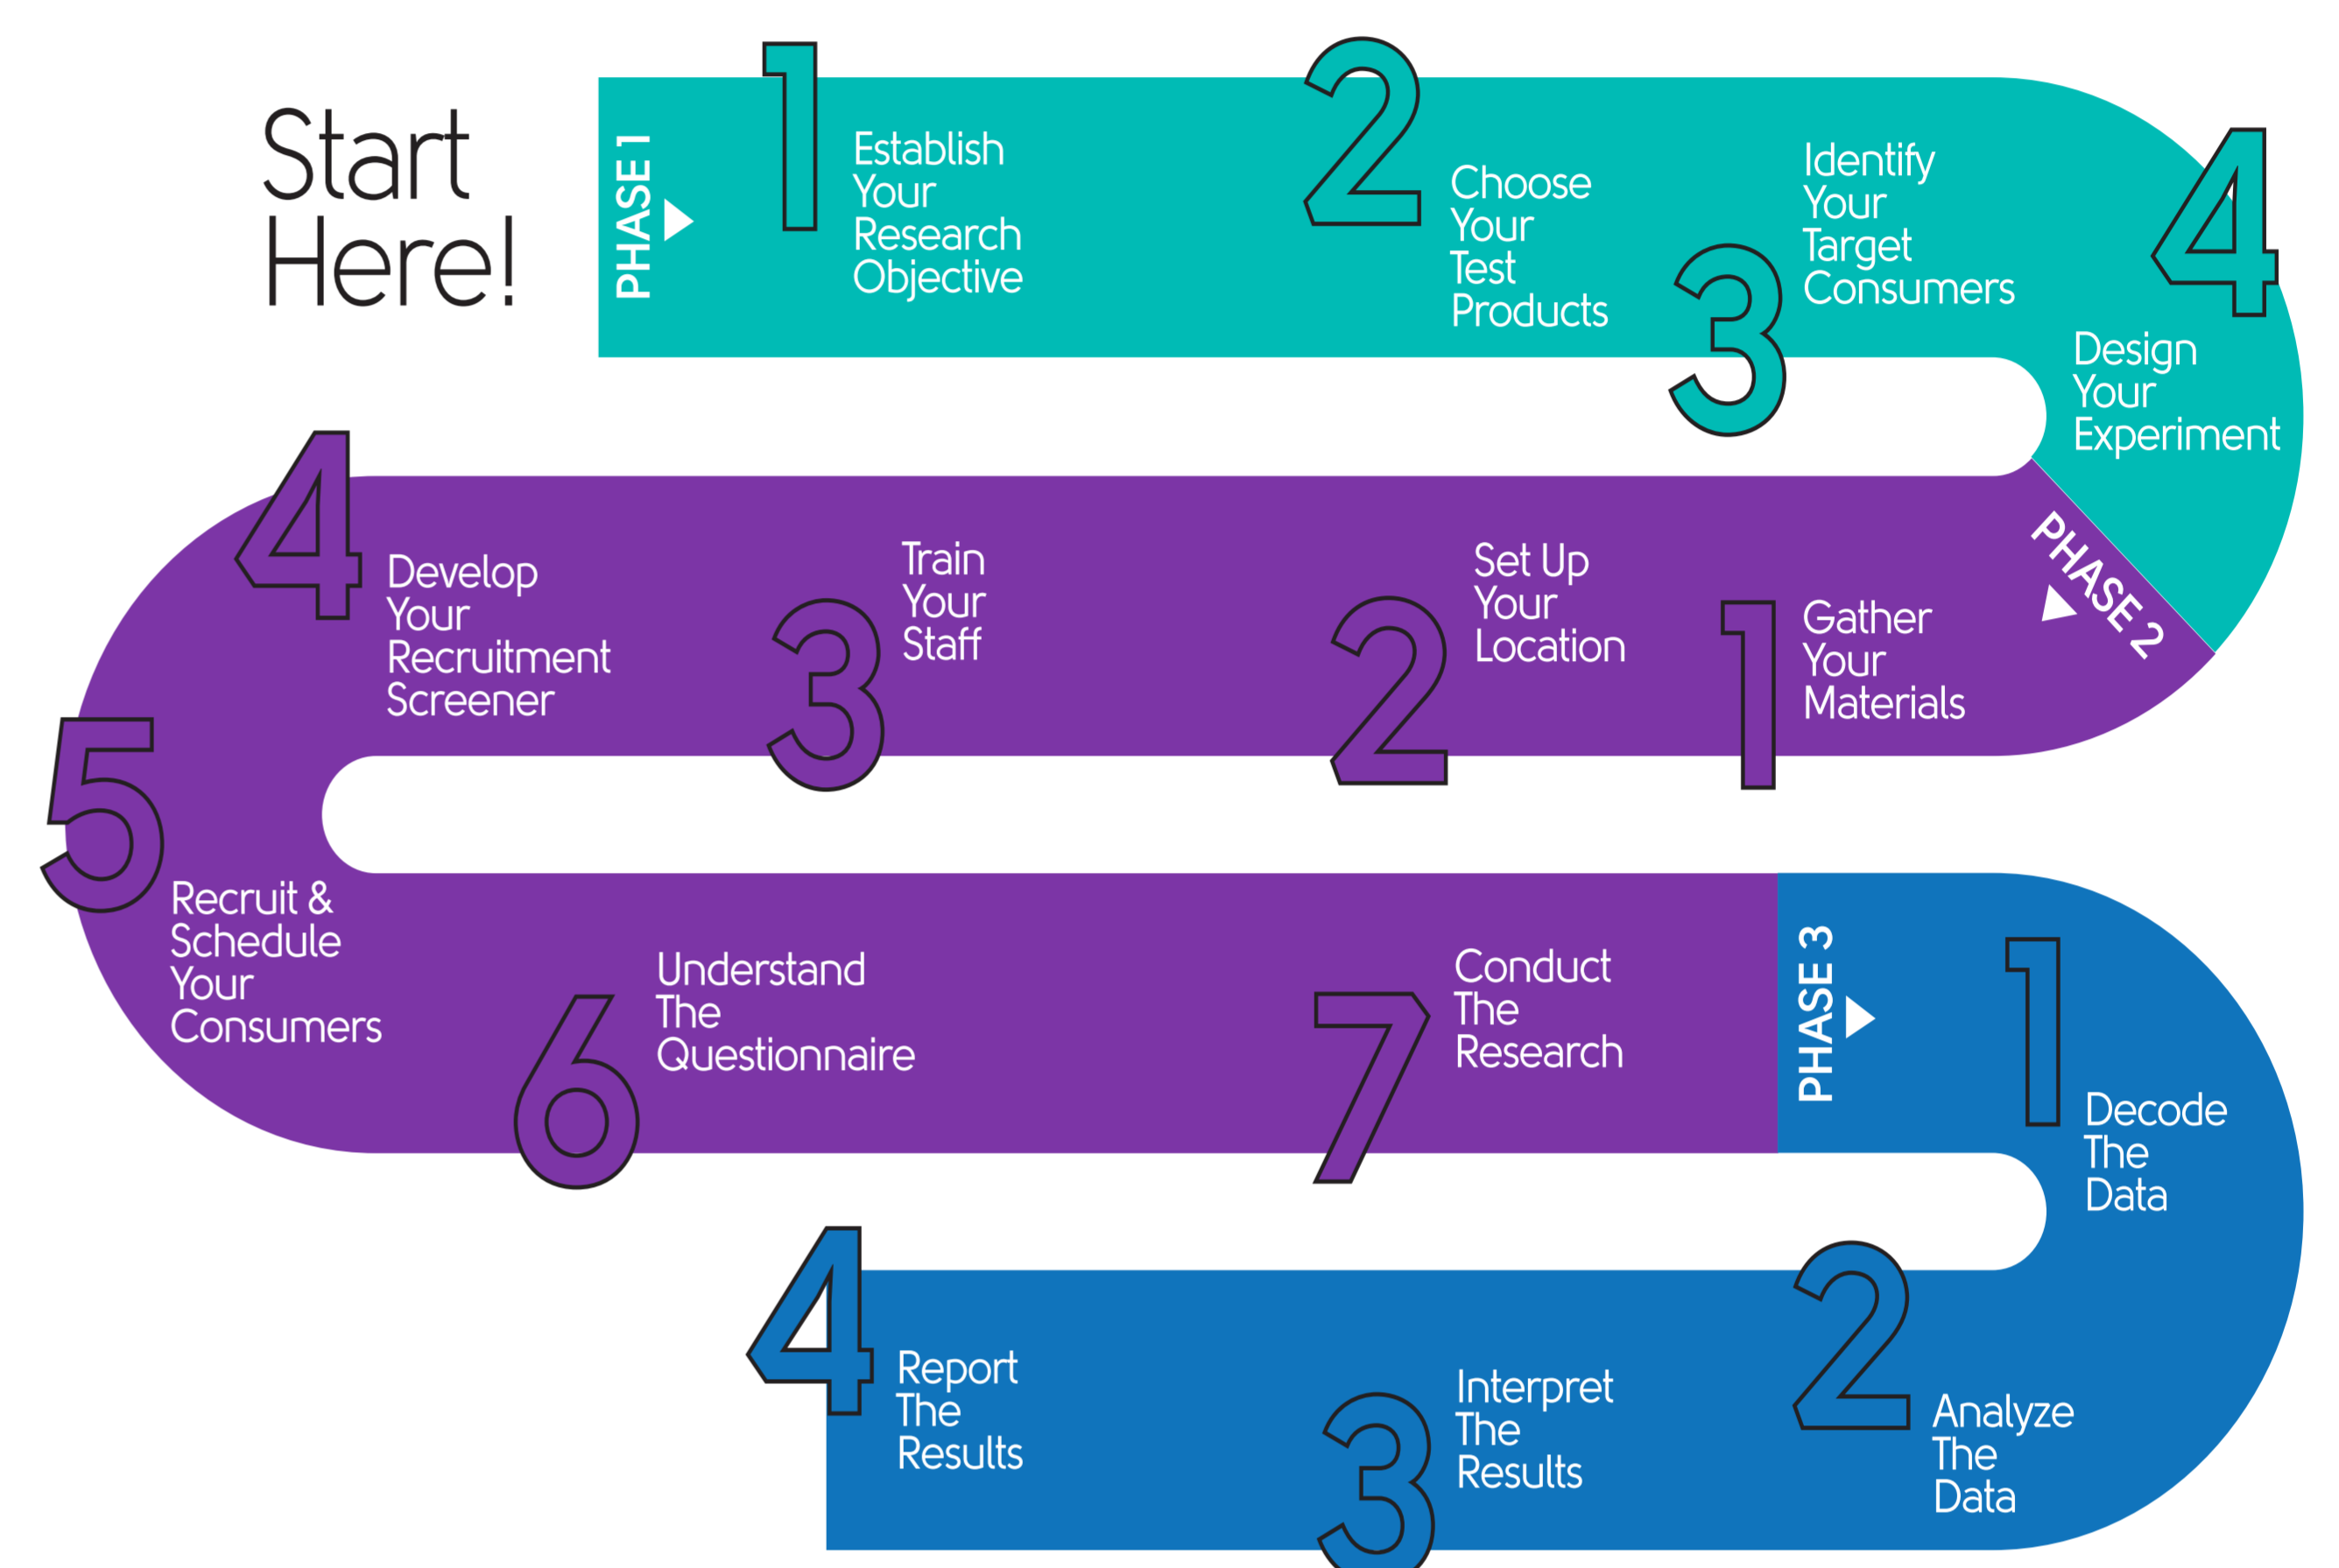 Start
Here!
PHASE 1
1
Establish
Your
Research
Objective
2
Choose
Your
Test
Products
3
Identify
Your
Target
Consumers
4
Design
Your
Experiment
PHASE 2
1
Gather
Your
Materials
2
Set Up
Your
Location
3
Train
Your
Staff
4
Develop
Your
Recruitment
Screener
5
Recruit &
Schedule
Your
Consumers
6
Understand
The
Questionnaire
7
Conduct
The
Research
PHASE 3
1
Decode
The
Data
2
Analyze
The
Data
3
Interpret
The
Results
4
Report
The
Results